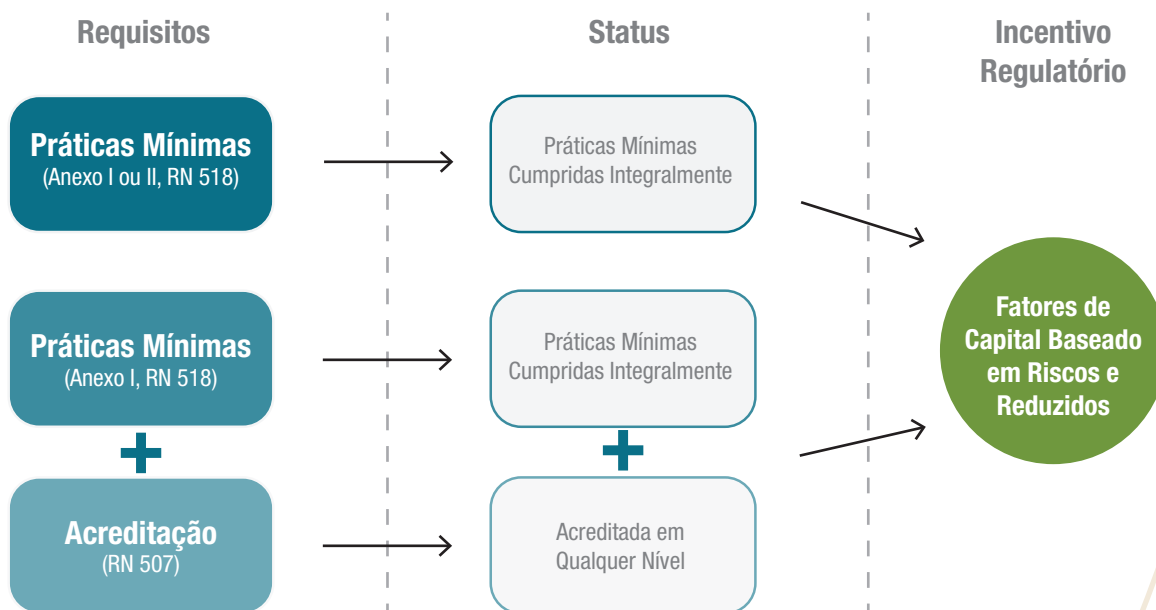 Requisitos
Status
Incentivo
Regulatório
Práticas Mínimas
(Anexo I ou II, RN 518)
Práticas Mínimas
Cumpridas Integralmente
Práticas Mínimas
(Anexo I, RN 518)
Práticas Mínimas
Cumpridas Integralmente
+
+
Acreditação
(RN 507)
Acreditada em
Qualquer Nível
Fatores de
Capital Baseado
em Riscos e
Reduzidos